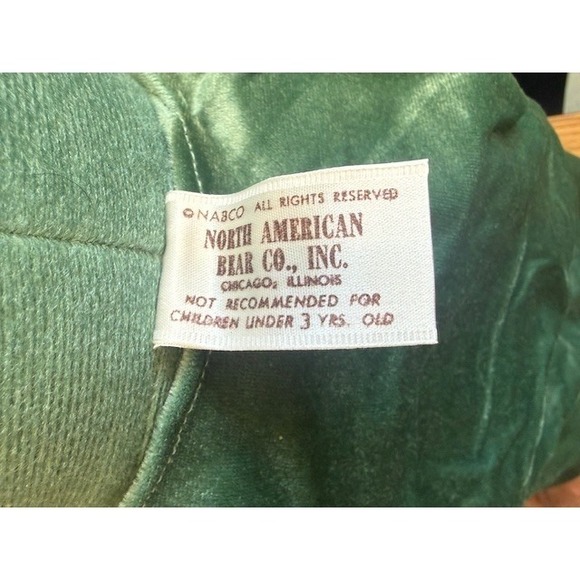 © NABCO ALL RIGHTS RESERVED
NORTH AMERICAN
BEAR CO., INC.
CHICAGO, ILLINOIS
NOT RECOMMENDED FOR
CHILDREN UNDER 3 YRS. OLD